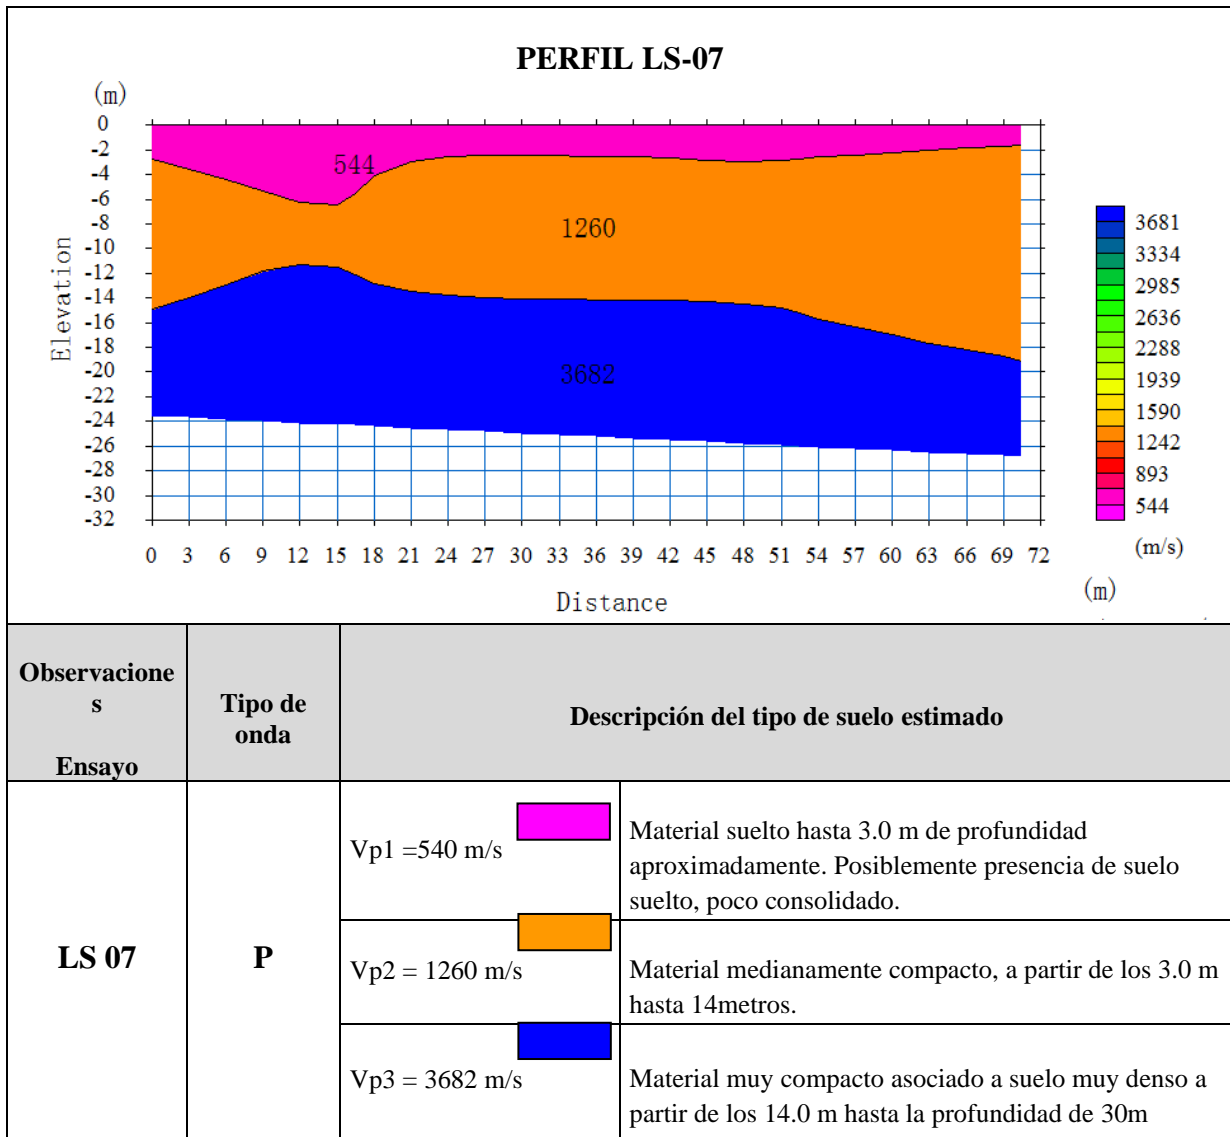 PERFIL LS-07
(m)
0
-2
-4
-6
-8
-10
-12
-14
-16
-18
-20
-22
-24
-26
-28
-30
-32
Elevation
544
1260
3682
0 3 6 9 12 15 18 21 24 27 30 33 36 39 42 45 48 51 54 57 60 63 66 69 72
Distance
(m)
3681
3334
2985
2636
2288
1939
1590
1242
893
544
(m/s)
Observacione
s
Ensayo
Tipo de
onda
Descripción del tipo de suelo estimado
LS 07
P
Vp1 =540 m/s
Material suelto hasta 3.0 m de profundidad
aproximadamente. Posiblemente presencia de suelo
suelto, poco consolidado.
Vp2 = 1260 m/s
Material medianamente compacto, a partir de los 3.0 m
hasta 14metros.
Vp3 = 3682 m/s
Material muy compacto asociado a suelo muy denso a
partir de los 14.0 m hasta la profundidad de 30m